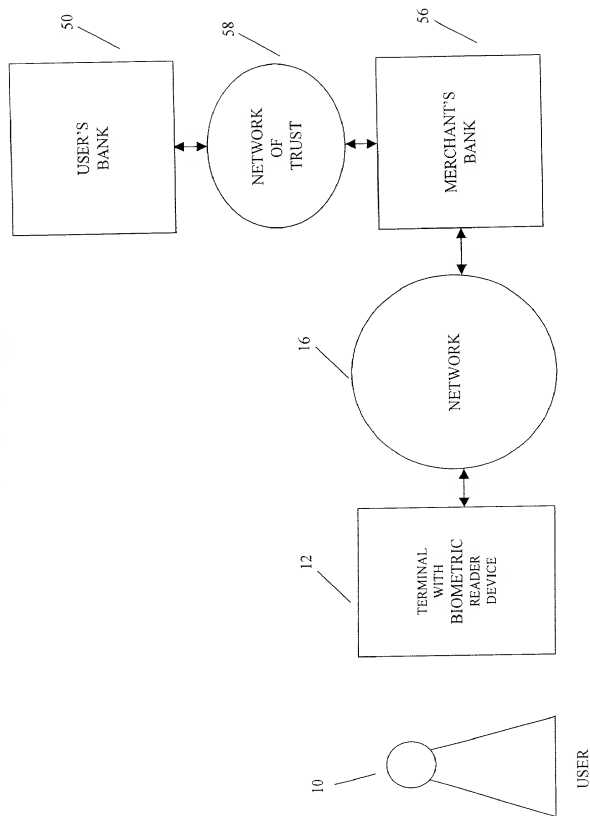 50
USER'S
BANK
58
NETWORK
OF
TRUST
56
MERCHANT'S
BANK
16
NETWORK
12
TERMINAL
WITH
BIOMETRIC
READER
DEVICE
10
USER